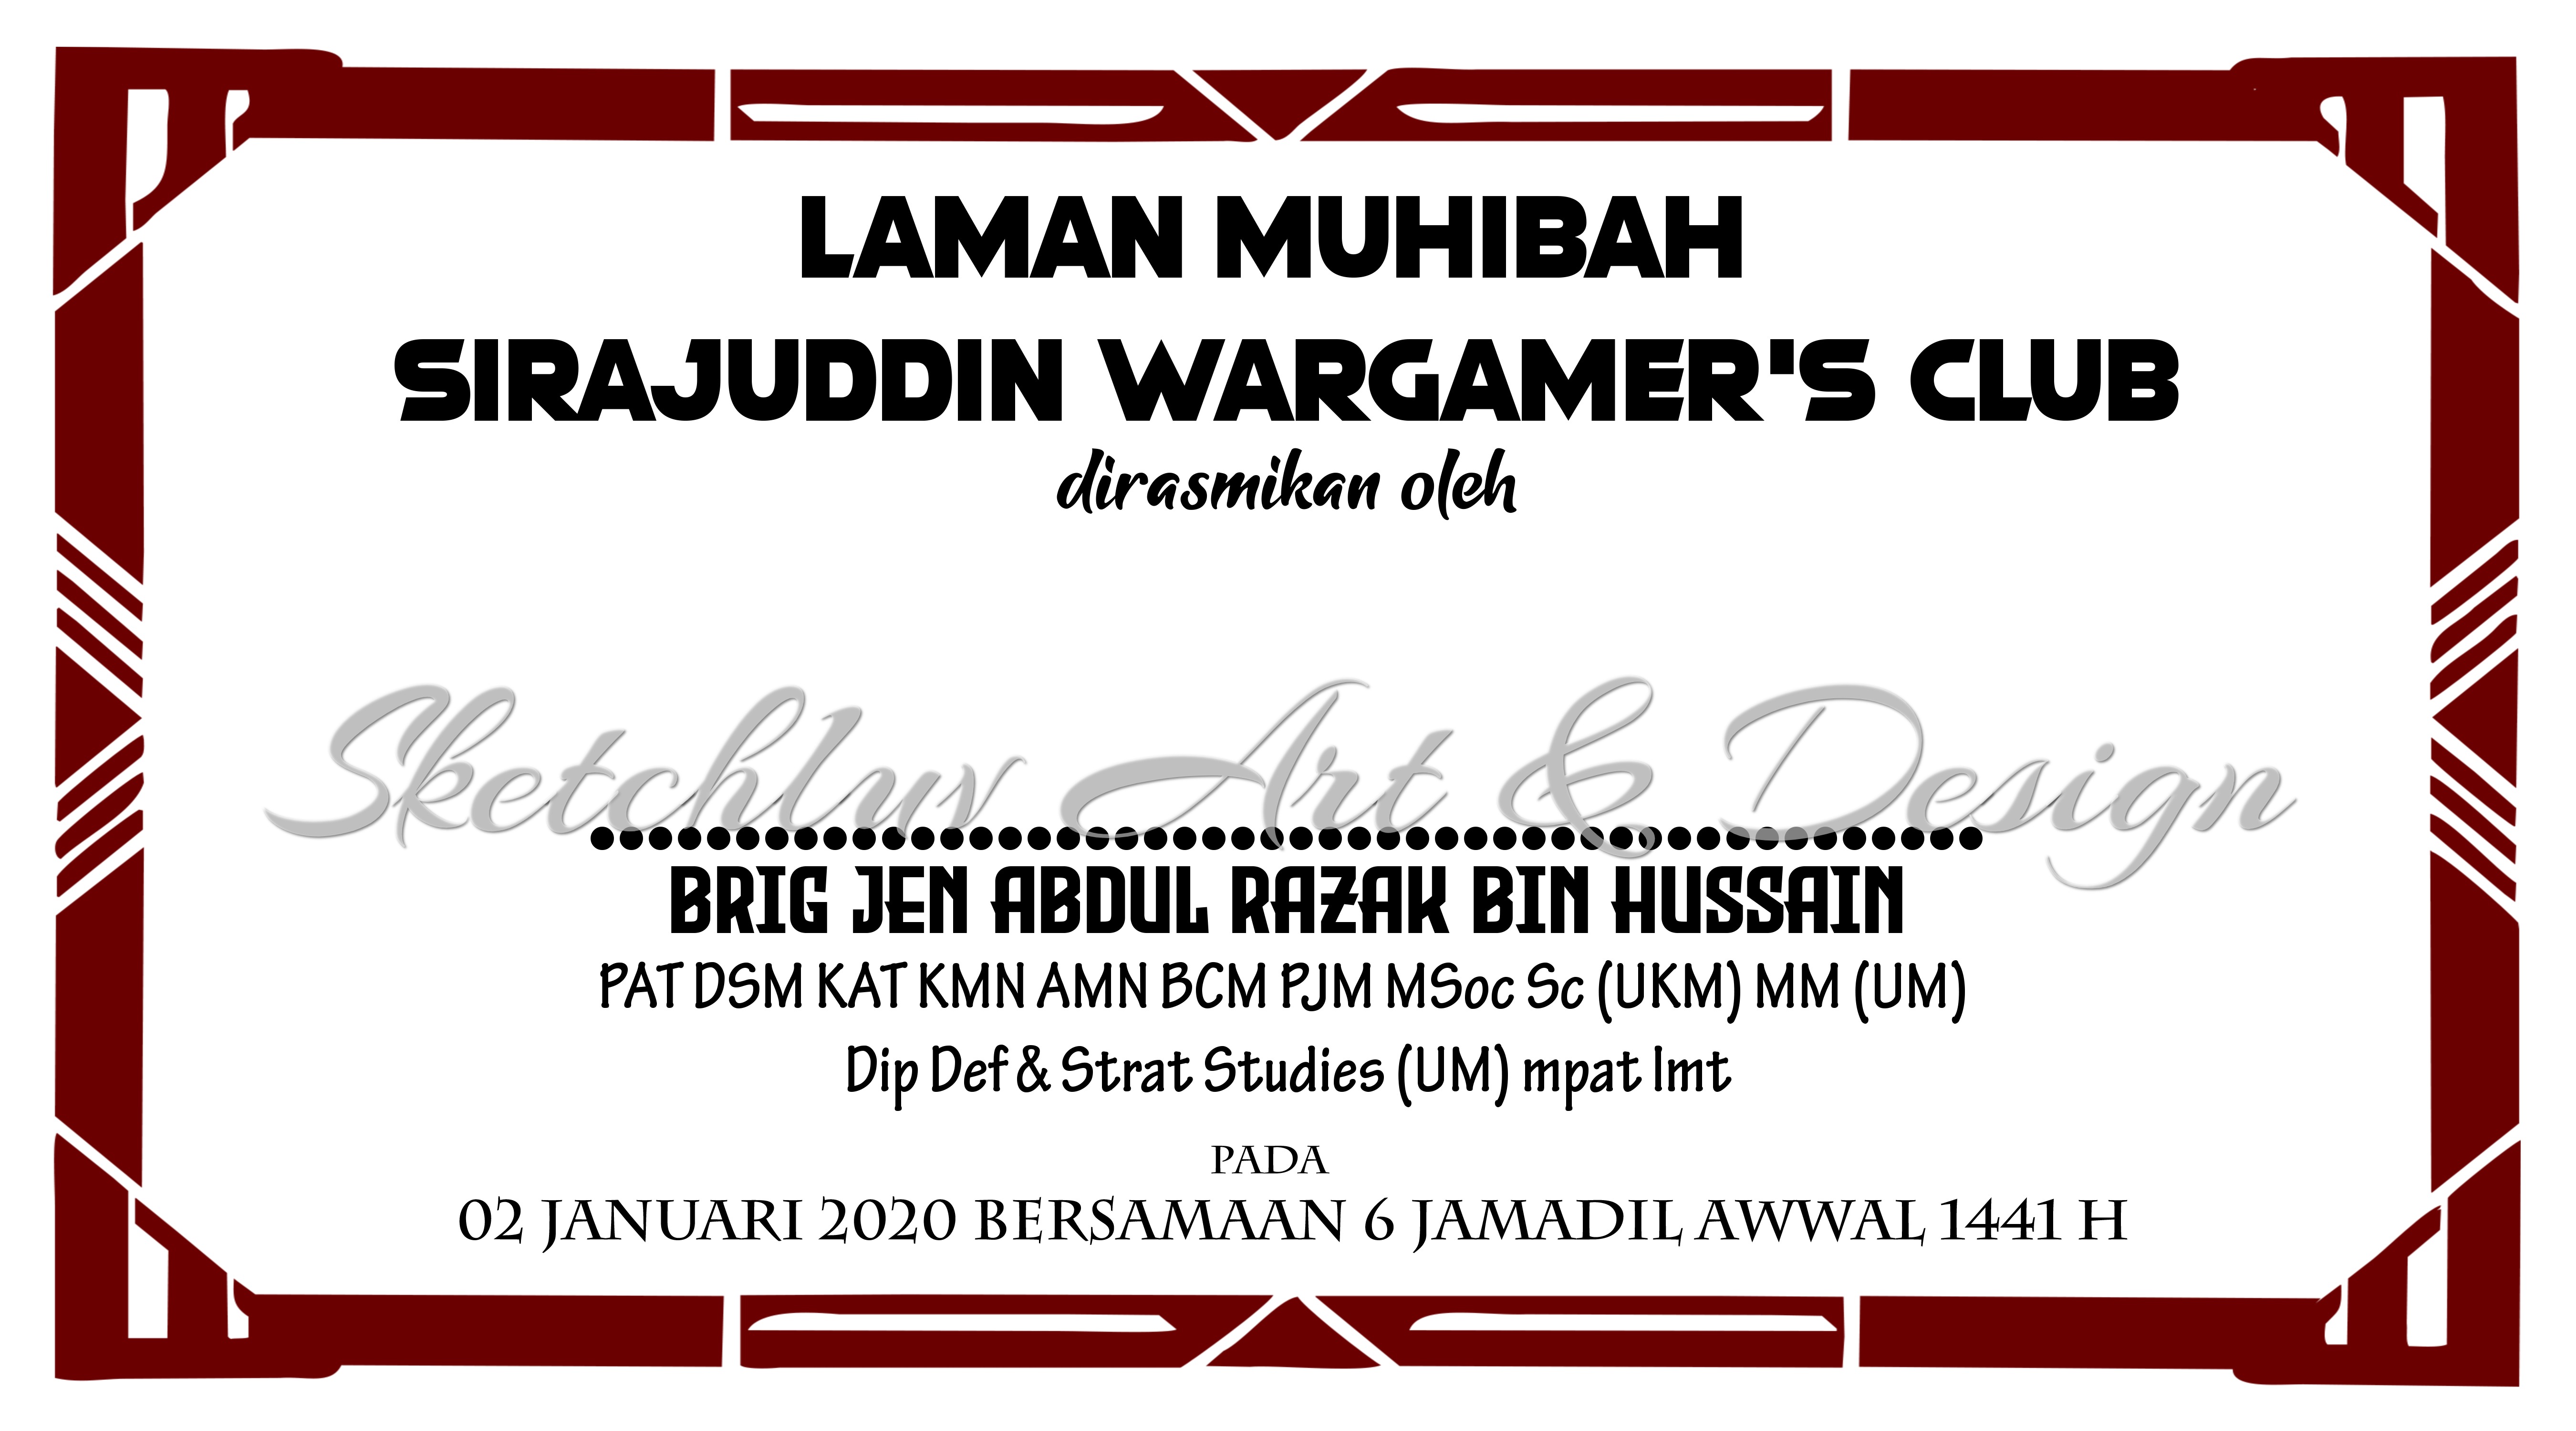 LAMAN MUHIBAH
SIRAJUDDIN WARGAMER'S CLUB
dirasmikan oleh
Sketchluv Art & Design
................................................
BRIG JEN ABDUL RAZAK BIN HUSSAIN
PAT DSM KAT KMN AMN BCM PJM MSoc Sc (UKM) MM (UM)
Dip Def & Strat Studies (UM) mpat lmt
PADA
02 JANUARI 2020 BERSAMAAN 6 JAMADIL AWWAL 1441 H